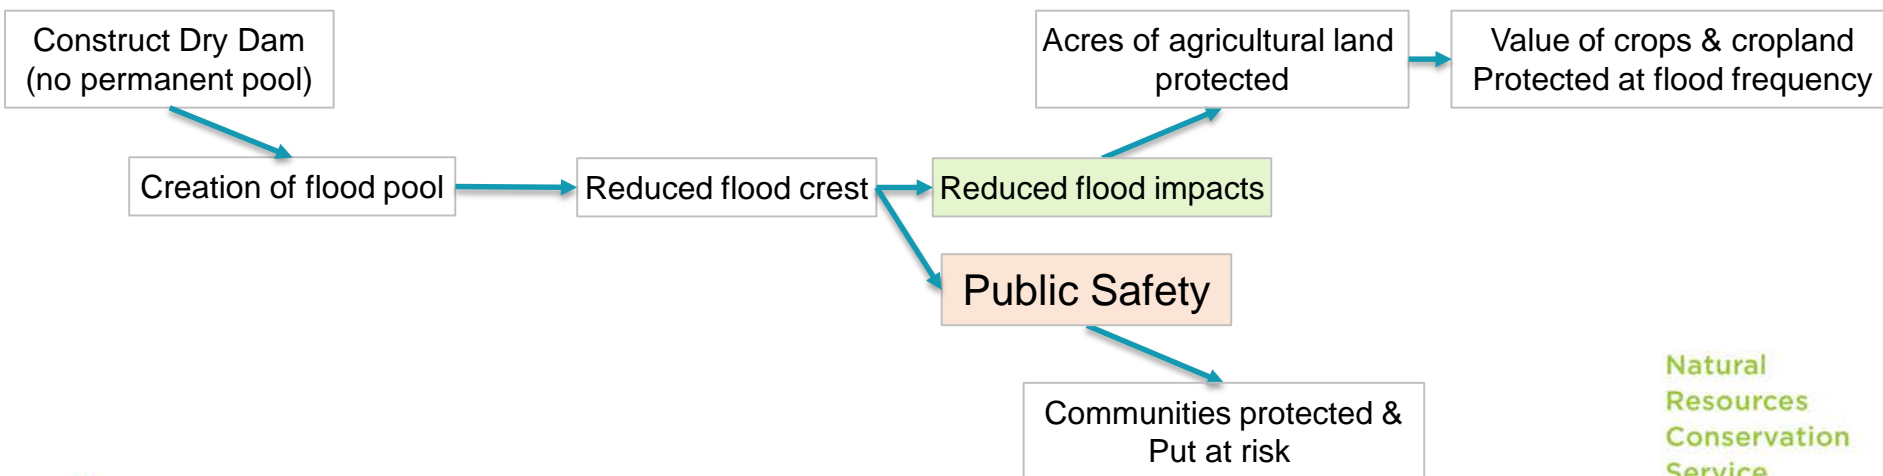 Construct Dry Dam
(no permanent pool)
Acres of agricultural land
protected
Value of crops & cropland
Protected at flood frequency
Creation of flood pool
Reduced flood crest
Reduced flood impacts
Public Safety
Communities protected &
Put at risk
Natural
Resources
Conservation
Service